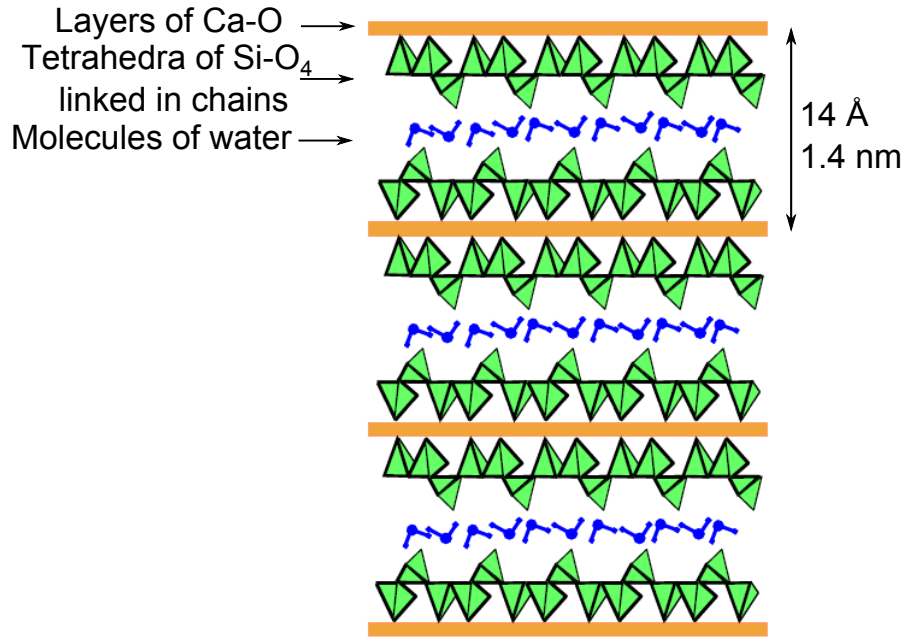 Layers of Ca-O
Tetrahedra of Si-O₄
linked in chains
Molecules of water
14 Å
1.4 nm